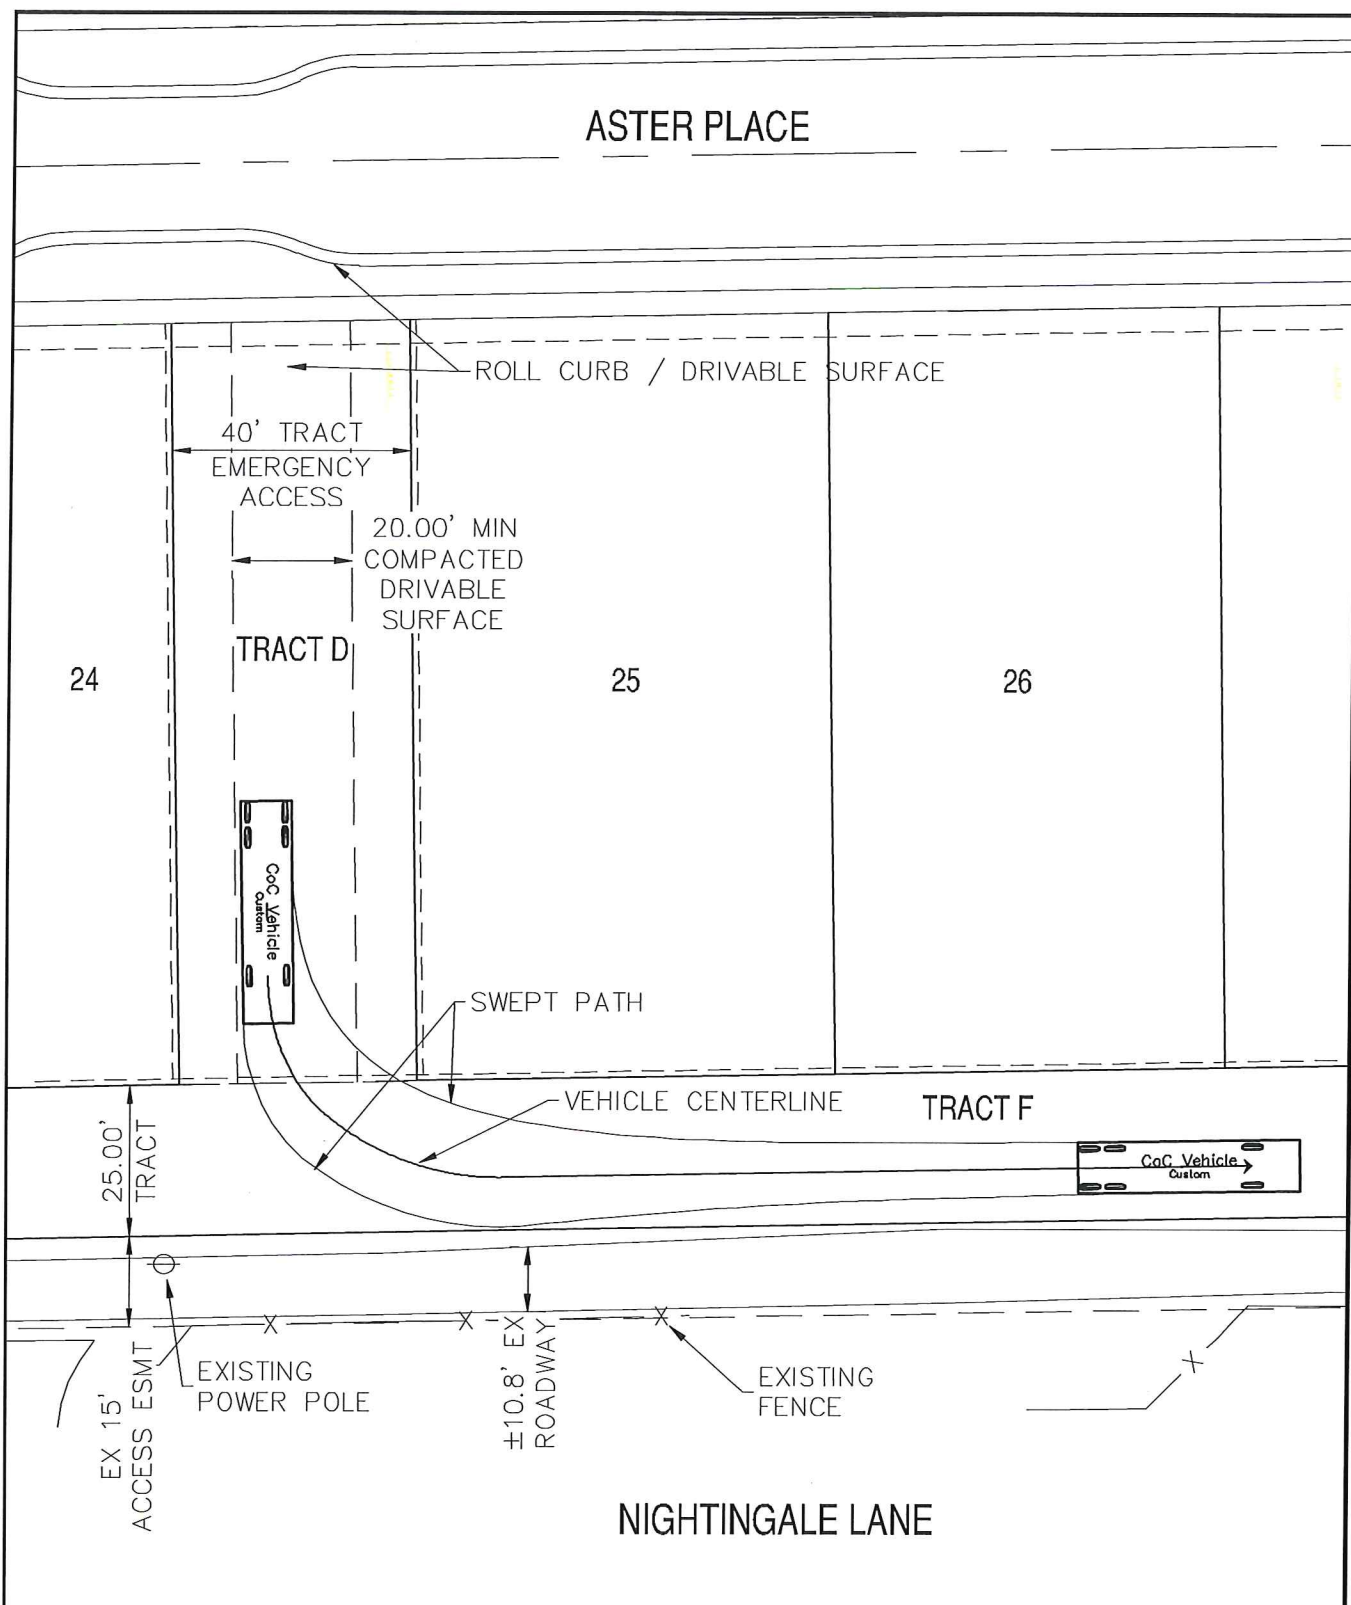 ASTER PLACE
ROLL CURB / DRIVABLE SURFACE
40' TRACT
EMERGENCY
ACCESS
20.00' MIN
COMPACTED
DRIVABLE
SURFACE
TRACT D
24
25
26
CoC Vehicle
Custom
SWEPT PATH
VEHICLE CENTERLINE
TRACT F
25.00'
TRACT
CoC Vehicle
Custom
EX 15'
ACCESS ESMT
EXISTING
POWER POLE
±10.8' EX
ROADWAY
EXISTING
FENCE
NIGHTINGALE LANE